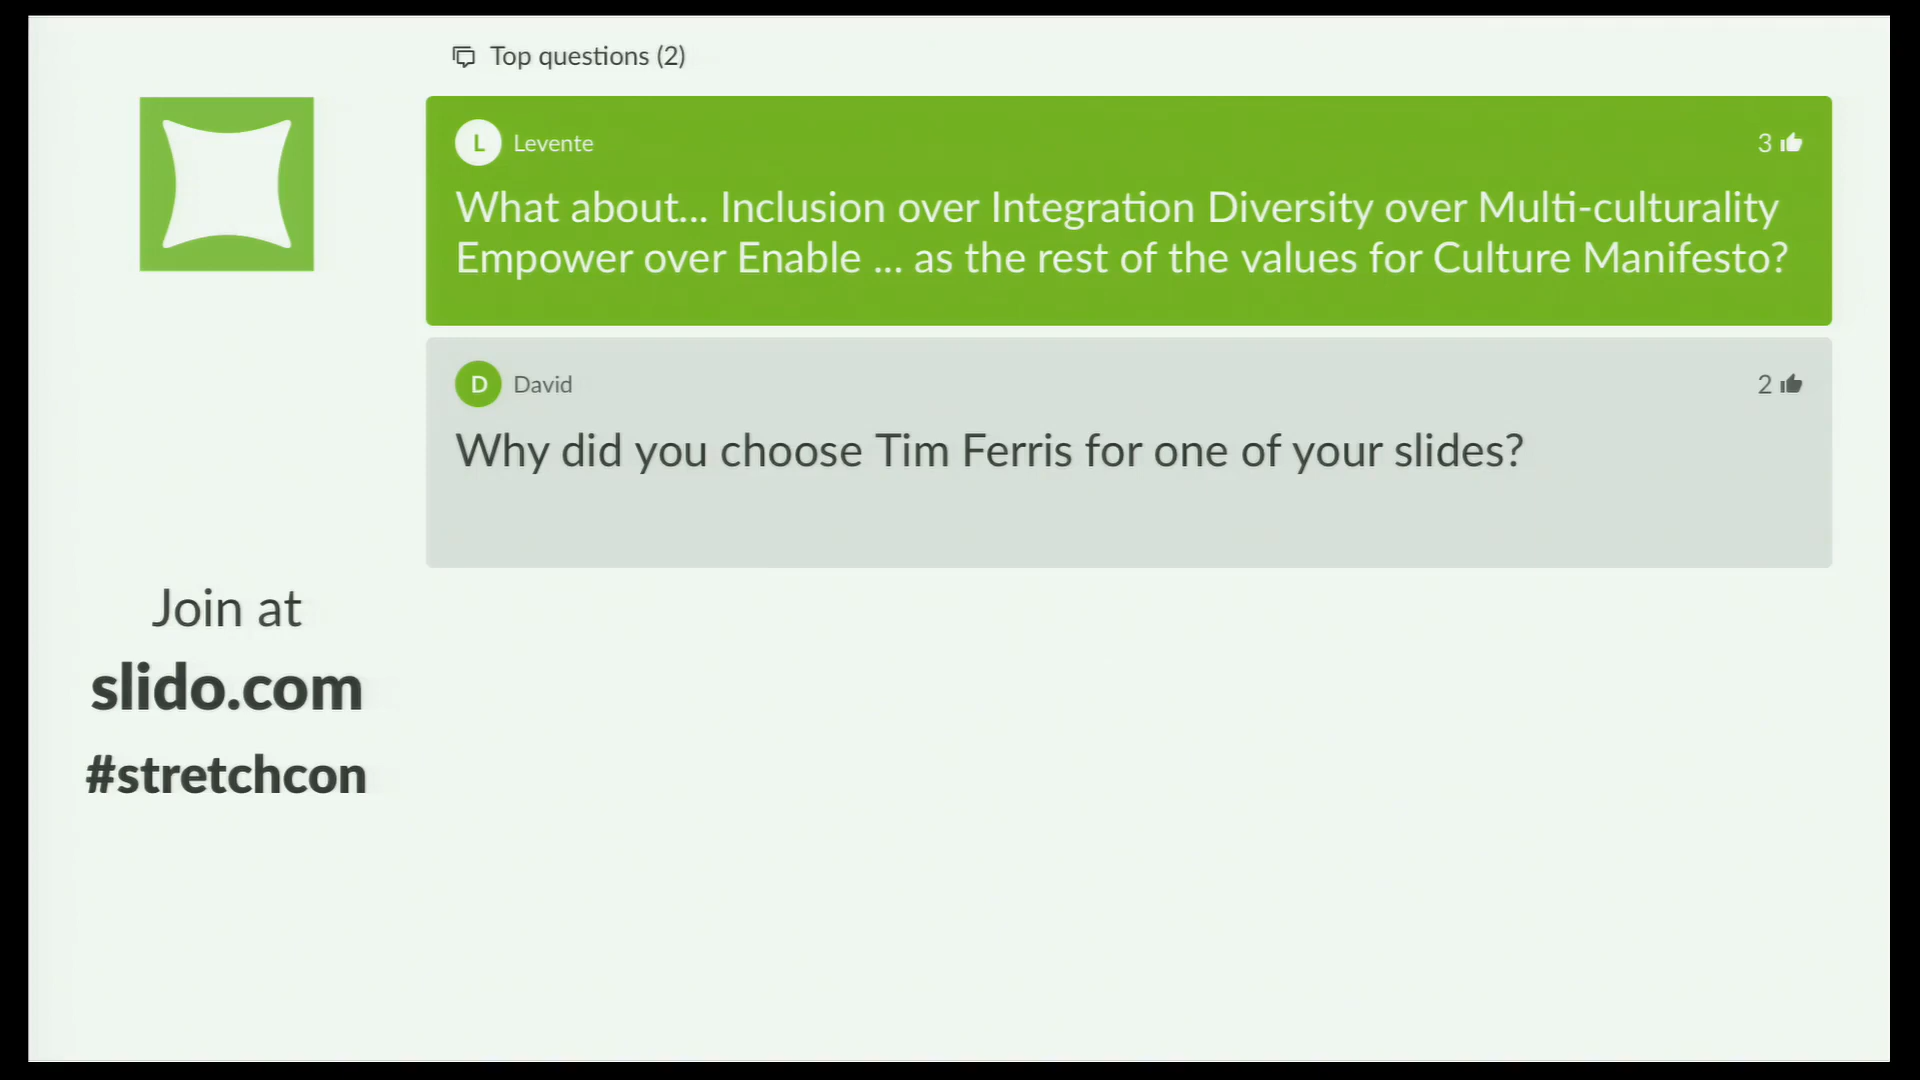 Top questions (2)
L Levente 3
What about... Inclusion over Integration Diversity over Multi-culturality
Empower over Enable ... as the rest of the values for Culture Manifesto?
D David 2
Why did you choose Tim Ferris for one of your slides?
Join at
slido.com
#stretchcon